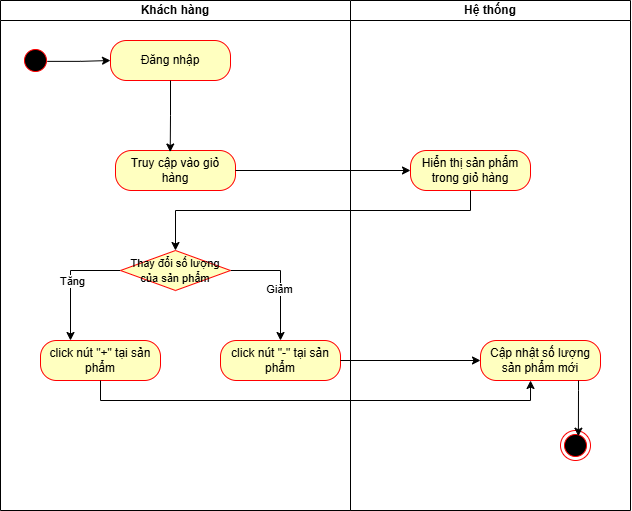 Khách hàng
Hệ thống
Đăng nhập
Truy cập vào giỏ
hàng
Hiển thị sản phẩm
trong giỏ hàng
Thay đổi số lượng
của sản phẩm
Tăng
Giảm
click nút "+" tại sản
phẩm
click nút "-" tại sản
phẩm
Cập nhật số lượng
sản phẩm mới